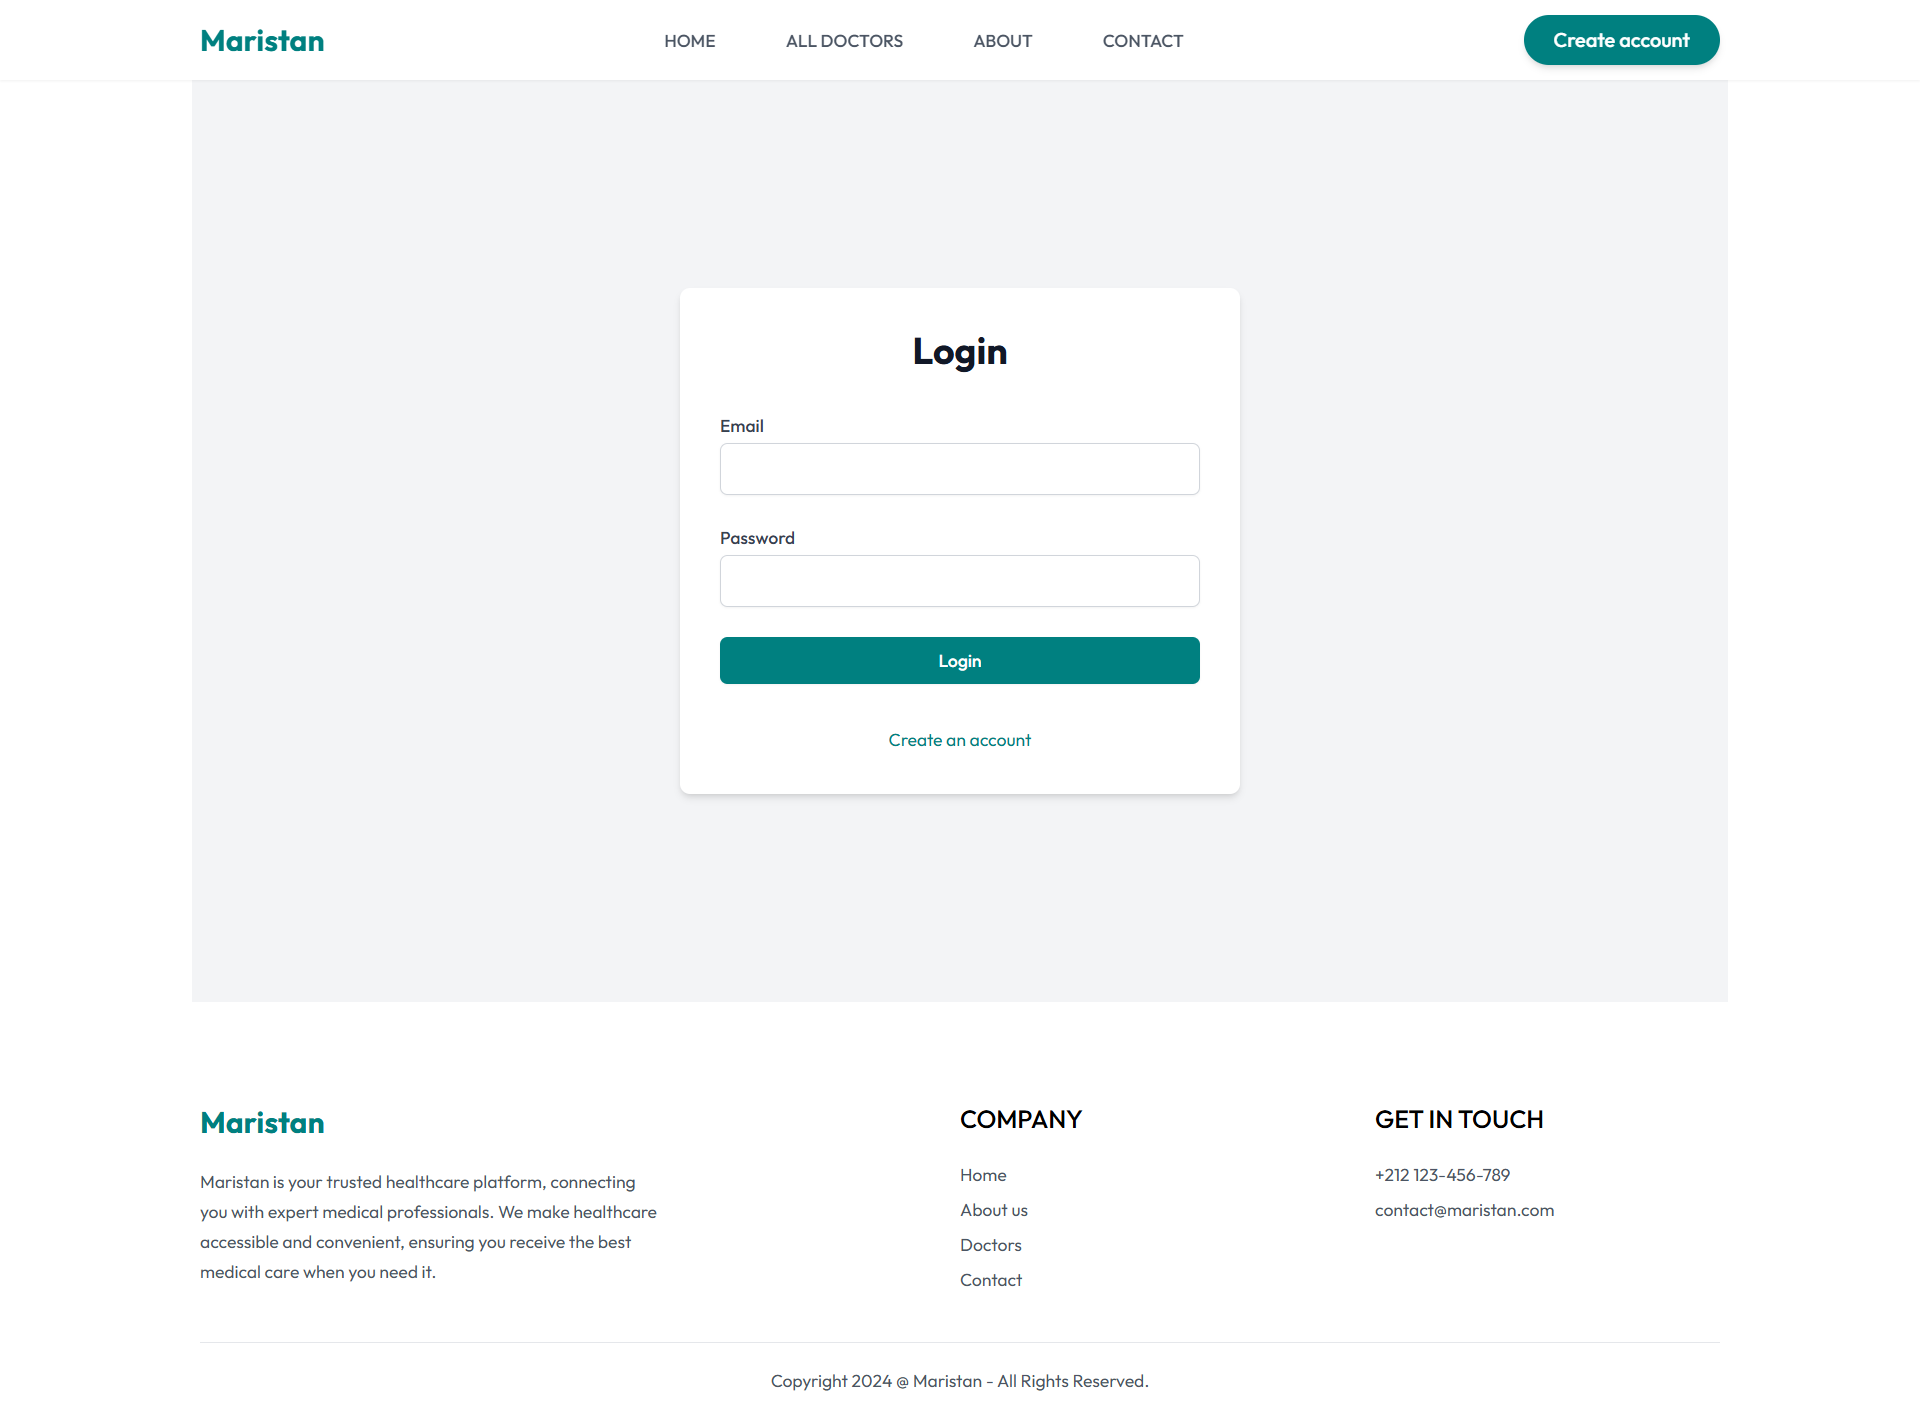 Maristan
HOME
ALL DOCTORS
ABOUT
CONTACT
Create account
Login
Email
Password
Login
Create an account
Maristan
Maristan is your trusted healthcare platform, connecting
you with expert medical professionals. We make healthcare
accessible and convenient, ensuring you receive the best
medical care when you need it.
COMPANY
Home
About us
Doctors
Contact
GET IN TOUCH
+212 123-456-789
contact@maristan.com
Copyright 2024 @ Maristan - All Rights Reserved.